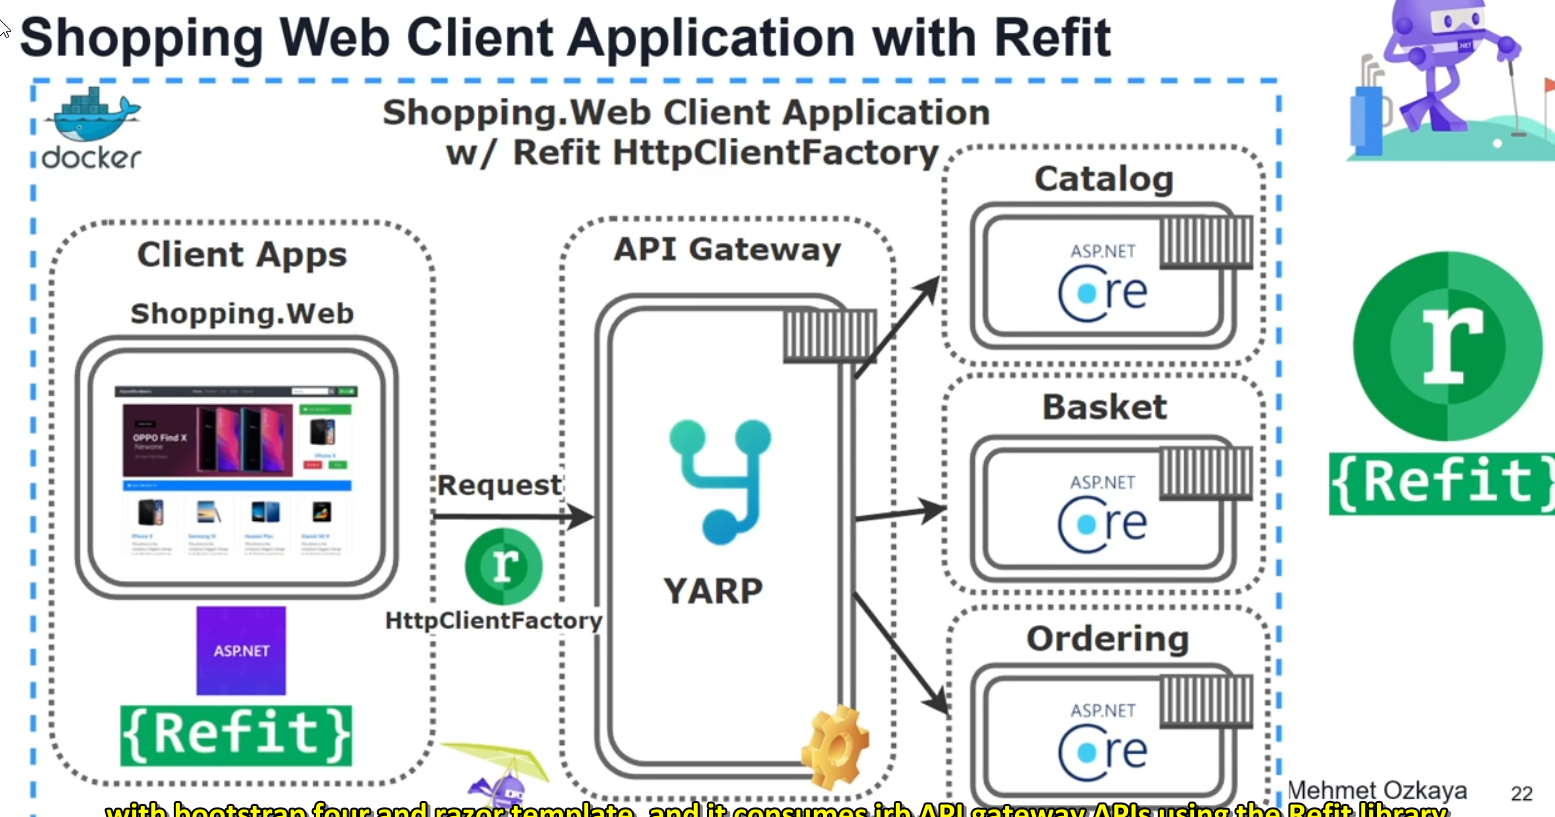 Shopping Web Client Application with Refit
.NET
docker
Shopping.Web Client Application
w/ Refit HttpClientFactory
Client Apps
Shopping.Web
OPPO Find X
Newone
ASP.NET
{Refit}
Request
r
HttpClientFactory
API Gateway
YARP
Catalog
ASP.NET
Core
Basket
ASP.NET
Core
Ordering
ASP.NET
Core
r
{Refit}
Mehmet Ozkaya
22
with bootstrap four and razor template, and it consumes irb API gateway APIs using the Refit library